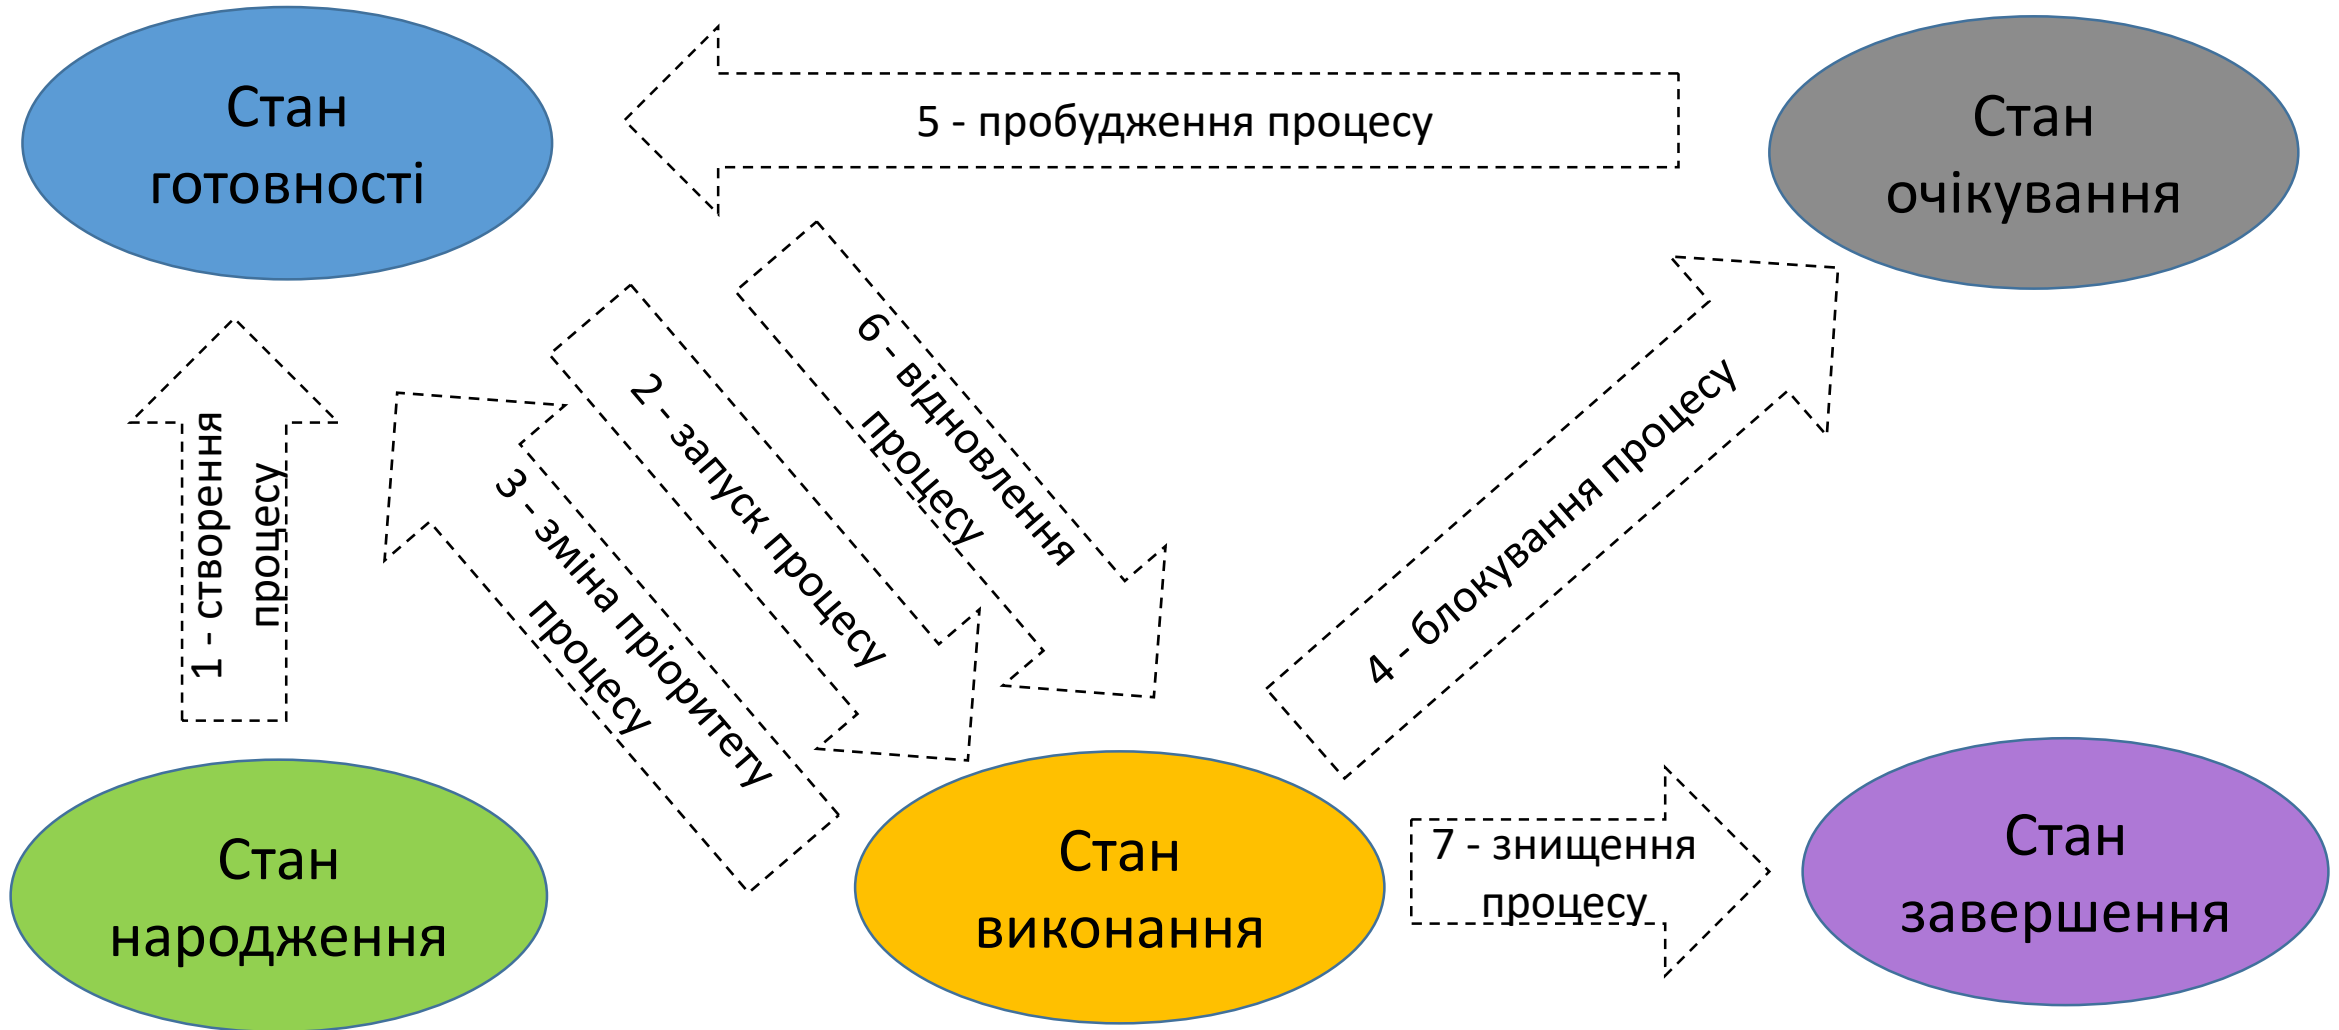 Стан
готовності
5 - пробудження процесу
Стан
очікування
6 - відновлення
процесу
2 - запуск процесу
3 - зміна пріоритету
процесу
1 - створення
процесу
4 - блокування процесу
Стан
народження
Стан
виконання
7 - знищення
процесу
Стан
завершення